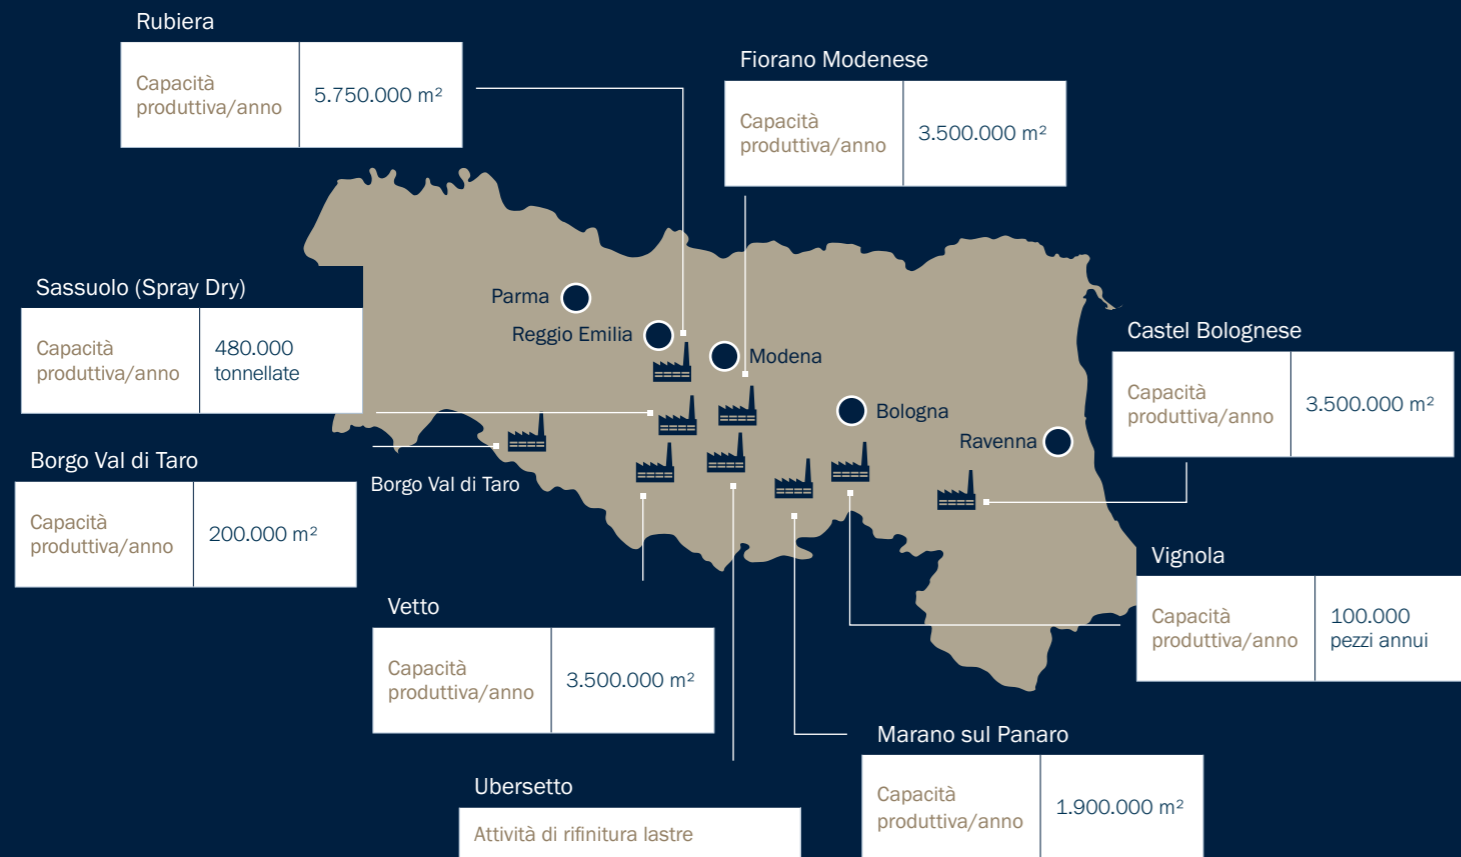 Rubiera
Capacità
produttiva/anno
5.750.000 m²
Fiorano Modenese
Capacità
produttiva/anno
3.500.000 m²
Sassuolo (Spray Dry)
Capacità
produttiva/anno
480.000
tonnellate
Parma
Reggio Emilia
Modena
Bologna
Ravenna
Castel Bolognese
Capacità
produttiva/anno
3.500.000 m²
Borgo Val di Taro
Capacità
produttiva/anno
200.000 m²
Borgo Val di Taro
Vignola
Capacità
produttiva/anno
100.000
pezzi annui
Vetto
Capacità
produttiva/anno
3.500.000 m²
Marano sul Panaro
Capacità
produttiva/anno
1.900.000 m²
Ubersetto
Attività di rifinitura lastre